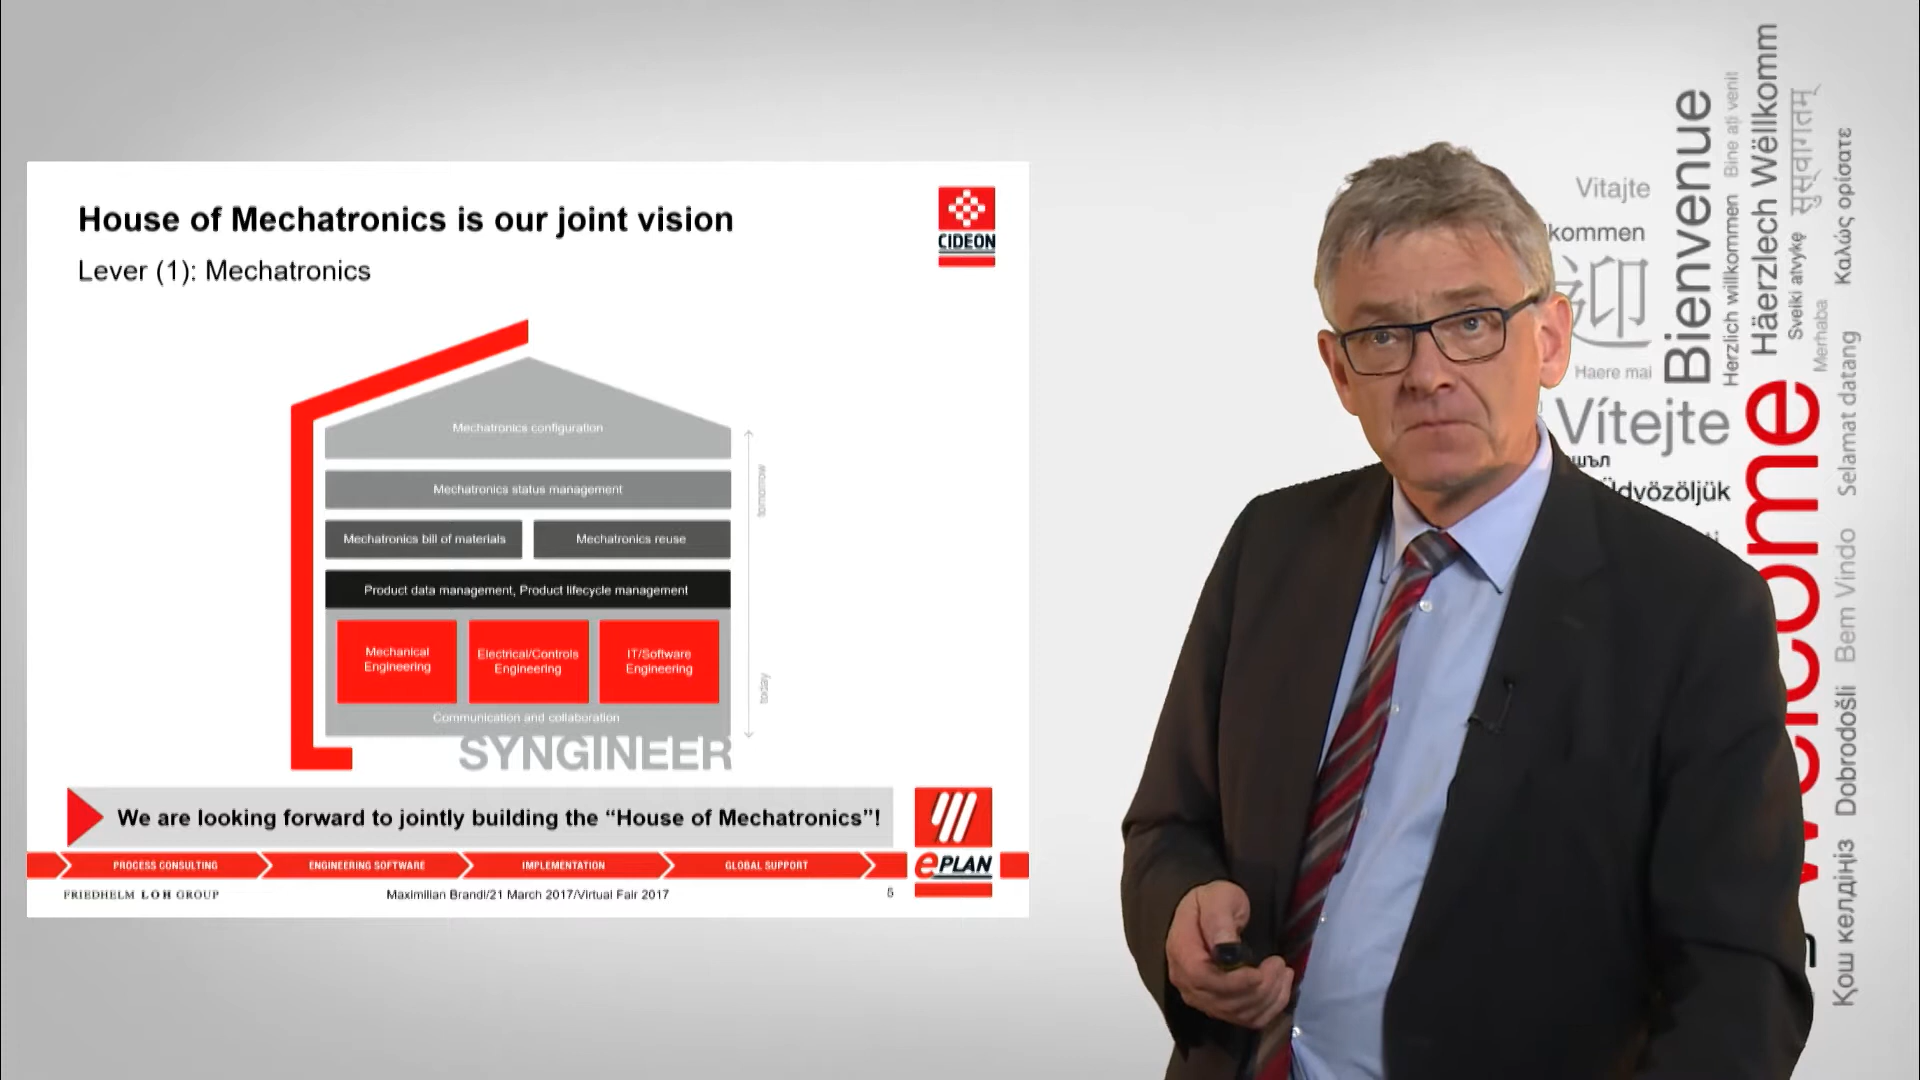 House of Mechatronics is our joint vision
Lever (1): Mechatronics
CIDEON
Mechatronics configuration
Mechatronics status management
Mechatronics bill of materials
Mechatronics reuse
Product data management, Product lifecycle management
Mechanical
Engineering
Electrical/Controls
Engineering
IT/Software
Engineering
Communication and collaboration
SYNGINEER
tomorrow
today
We are looking forward to jointly building the “House of Mechatronics”!
PROCESS CONSULTING
ENGINEERING SOFTWARE
IMPLEMENTATION
GLOBAL SUPPORT
ePLAN
FRIEDHELM LOH GROUP
Maximilian Brandl/21 March 2017/Virtual Fair 2017
5
Vitajte
kommen
迎
Haere mai
Vítejte
Üdvözöljük
Bienvenue
Herzlich willkommen
Bine ați venit!
Häerzlech Wëllkomm
Sveiki atvykę
सुस्वागतम्
Merhaba
Καλώς ορίσατε
welcome
Selamat datang
Bem Vindo
Dobrodošli
Қош келдіңіз